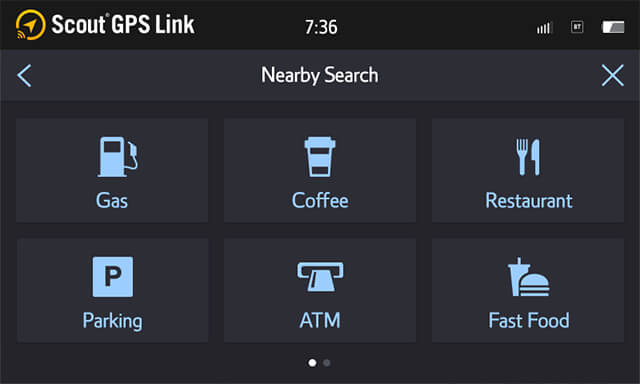 Scout® GPS Link 7:36 BT
Nearby Search
Gas Coffee Restaurant
P
Parking ATM Fast Food